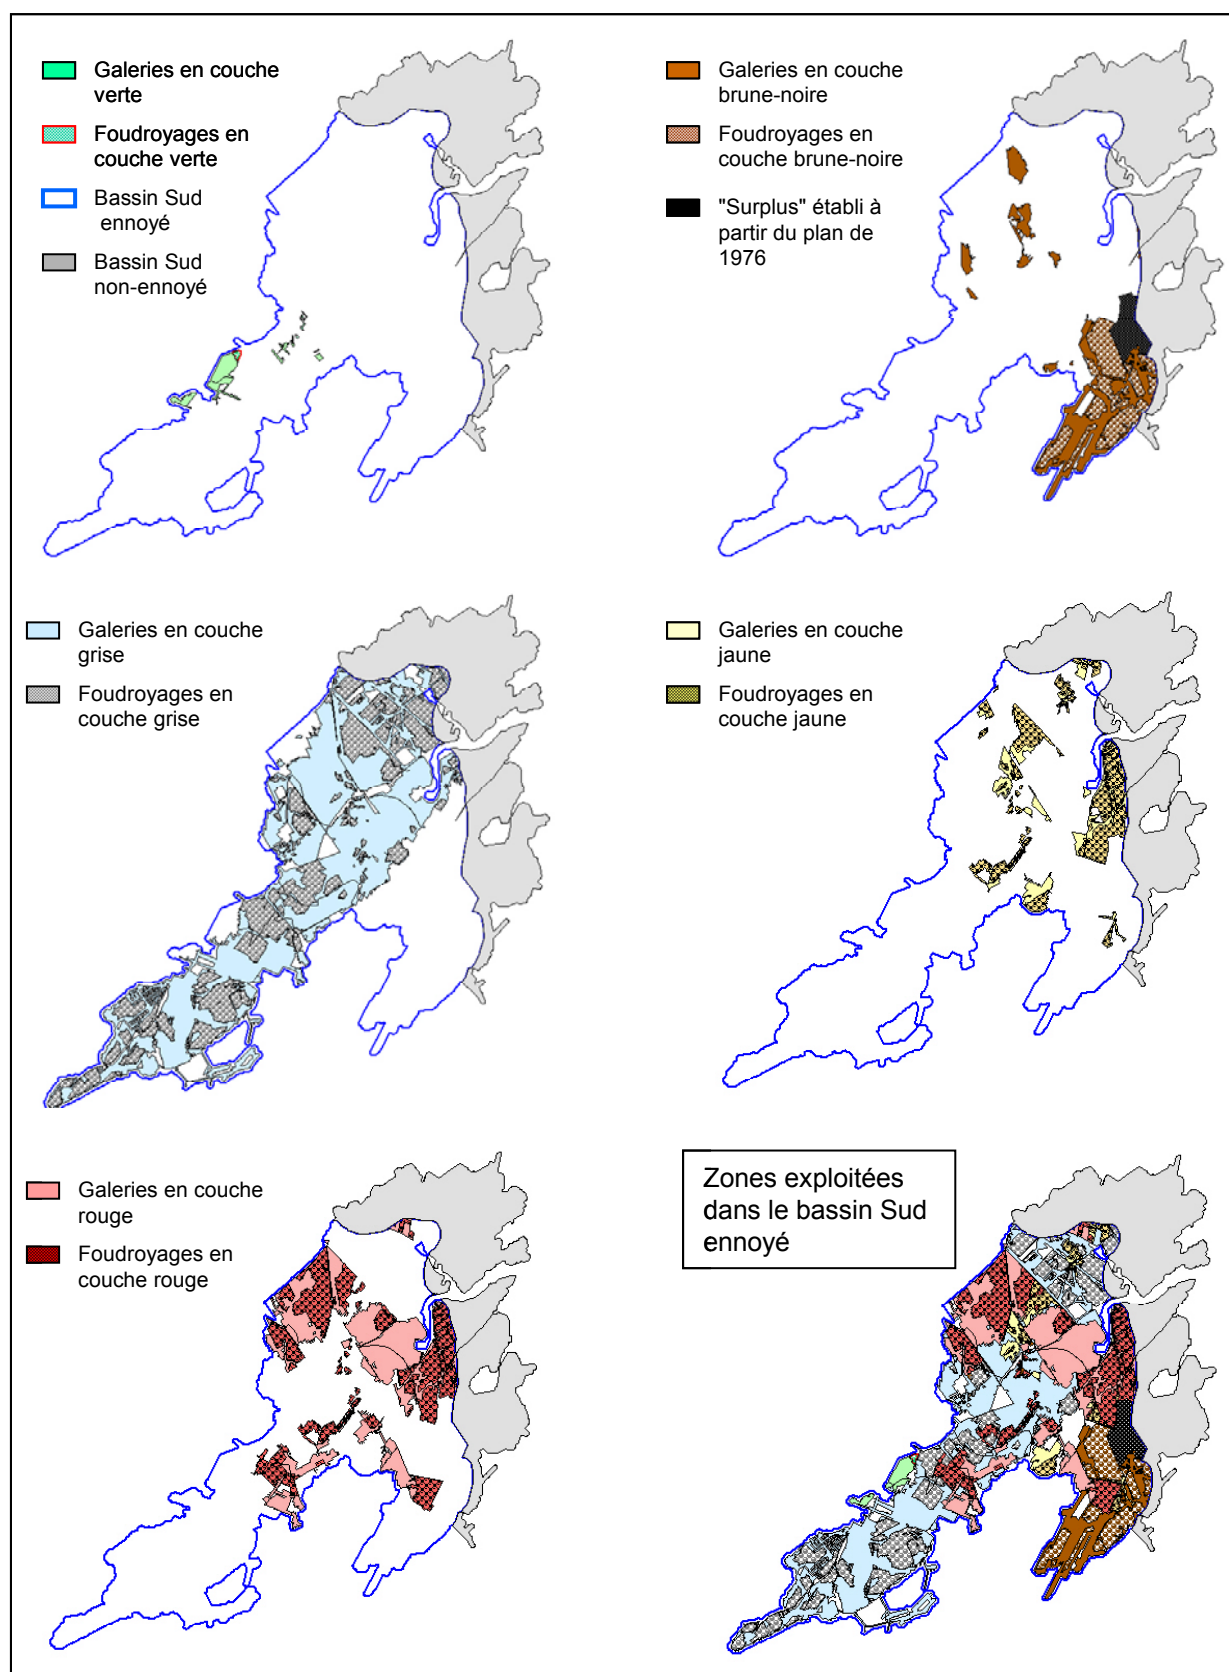 Galeries en couche
verte
Foudroyages en
couche verte
Bassin Sud
ennoyé
Bassin Sud
non-ennoyé
Galeries en couche
brune-noire
Foudroyages en
couche brune-noire
"Surplus" établi à
partir du plan de
1976
Galeries en couche
grise
Foudroyages en
couche grise
Galeries en couche
jaune
Foudroyages en
couche jaune
Galeries en couche
rouge
Foudroyages en
couche rouge
Zones exploitées
dans le bassin Sud
ennoyé